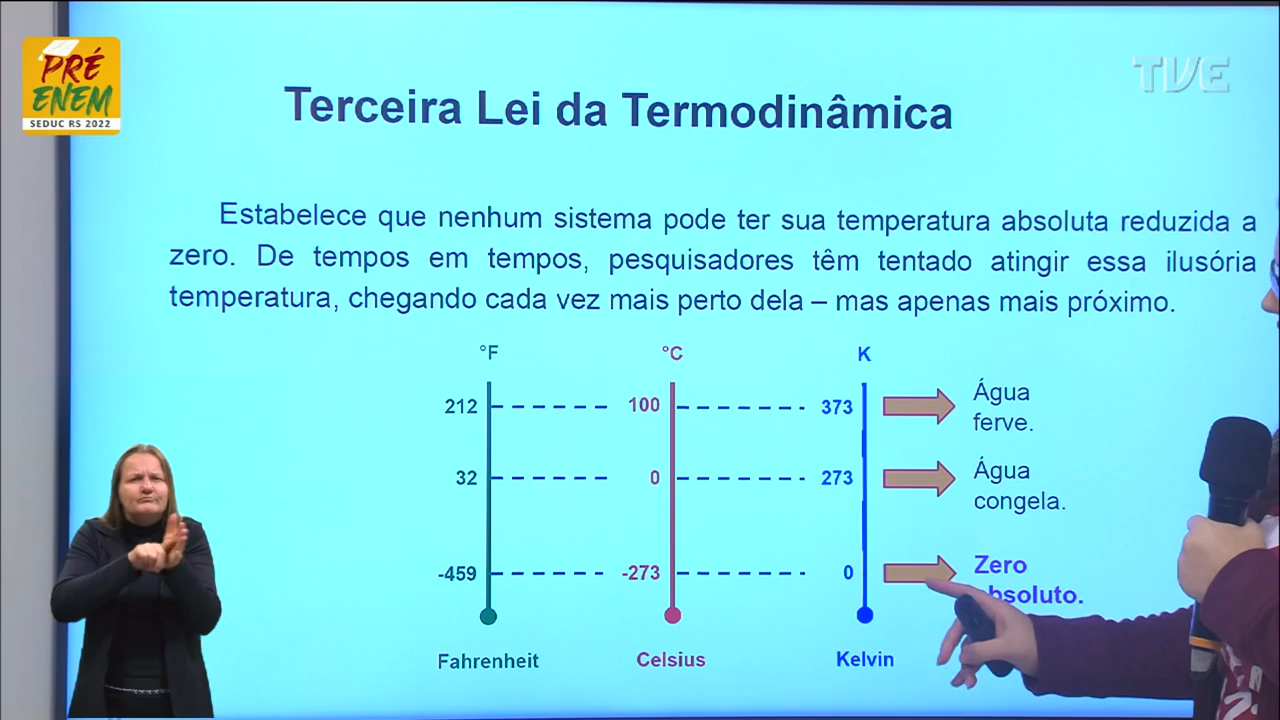 PRÉ
ENEM
SEDUC RS 2022
TVE
Terceira Lei da Termodinâmica
Estabelece que nenhum sistema pode ter sua temperatura absoluta reduzida a
zero. De tempos em tempos, pesquisadores têm tentado atingir essa ilusória
temperatura, chegando cada vez mais perto dela – mas apenas mais próximo.
°F °C K
212 100 373 Água
ferve.
32 0 273 Água
congela.
-459 -273 0 Zero
absoluto.
Fahrenheit Celsius Kelvin